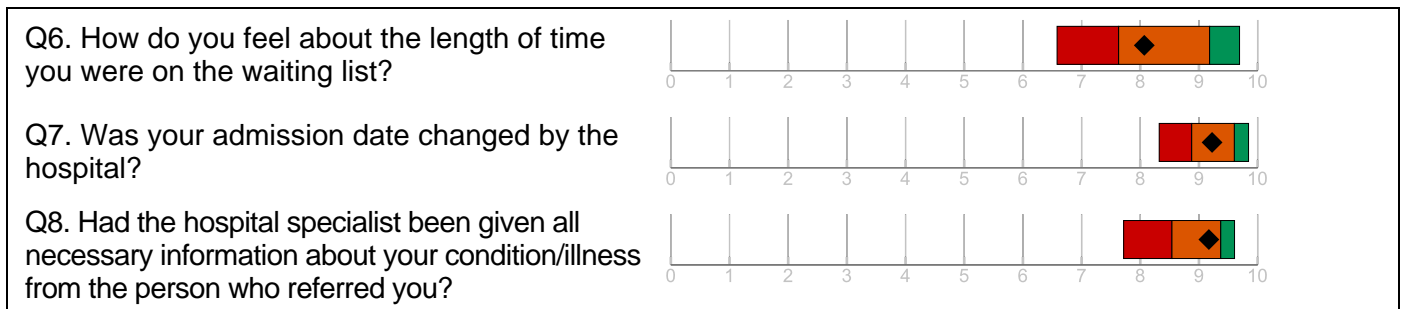 Q6. How do you feel about the length of time
you were on the waiting list?
0 1 2 3 4 5 6 7 8 9 10
Q7. Was your admission date changed by the
hospital?
0 1 2 3 4 5 6 7 8 9 10
Q8. Had the hospital specialist been given all
necessary information about your condition/illness
from the person who referred you?
0 1 2 3 4 5 6 7 8 9 10